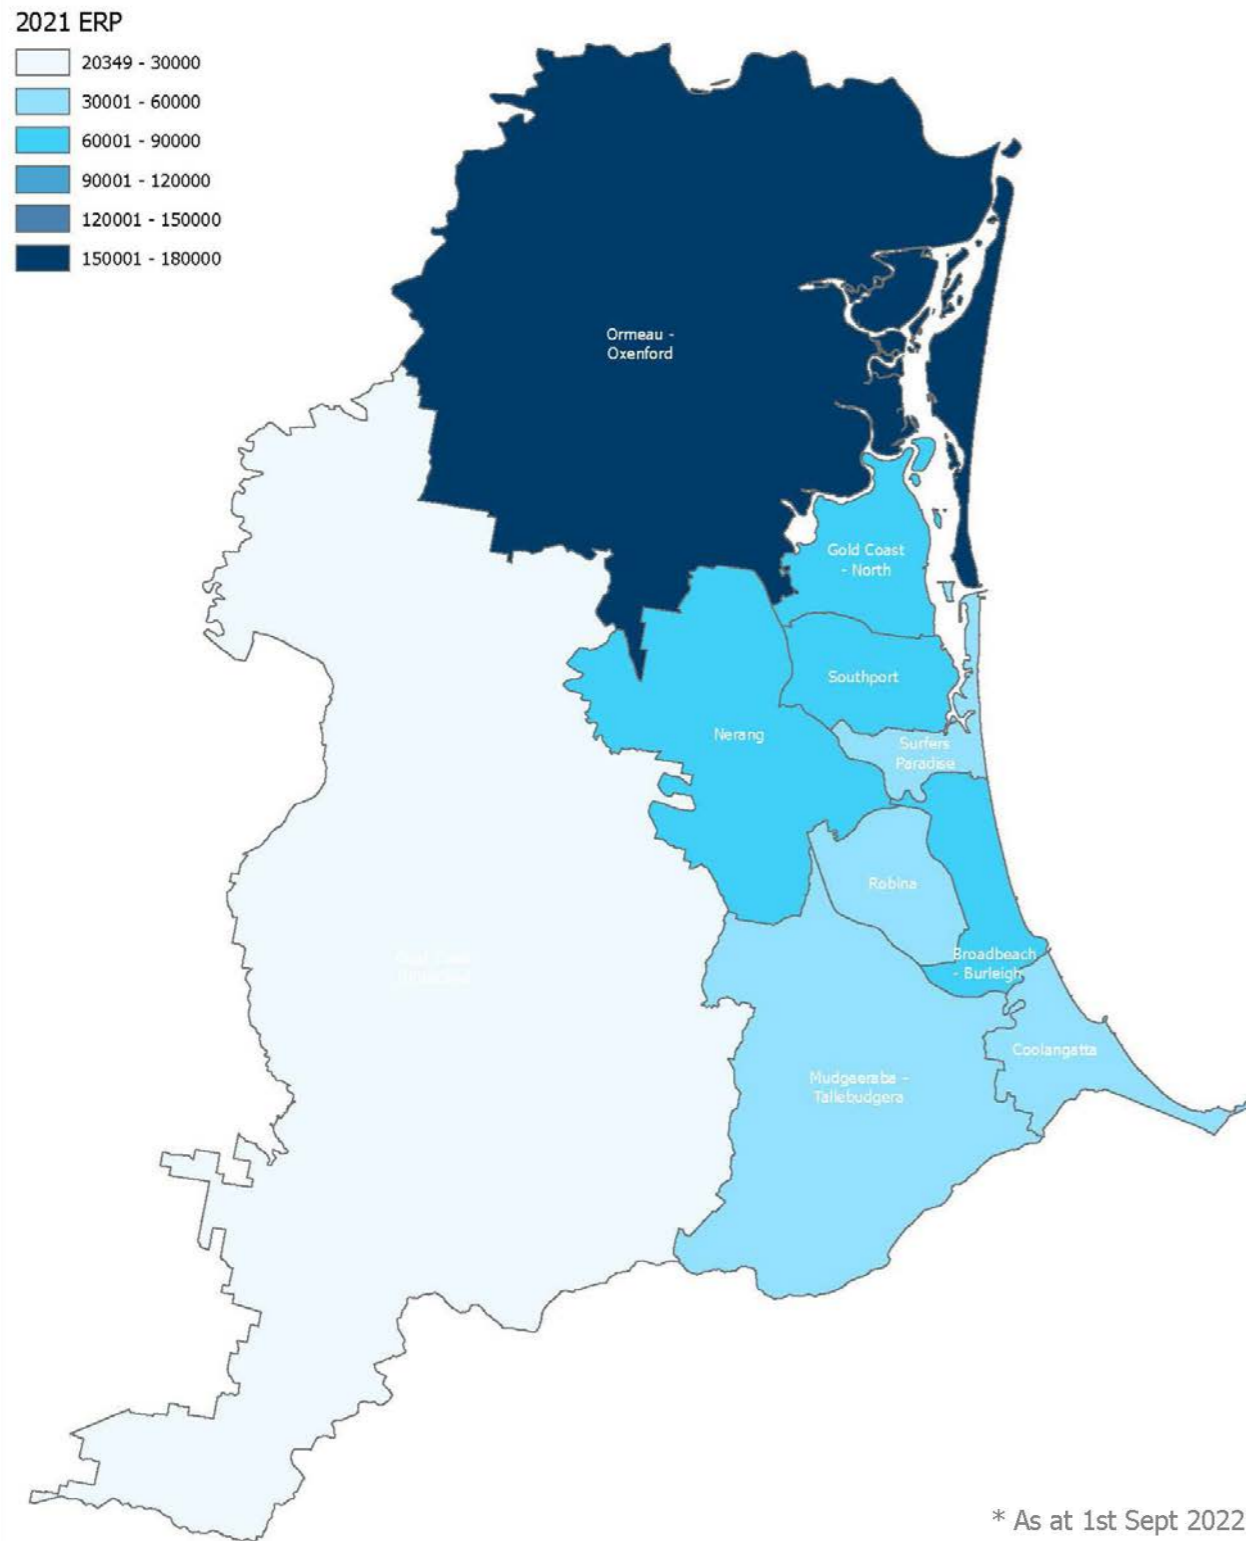 2021 ERP
20349 - 30000
30001 - 60000
60001 - 90000
90001 - 120000
120001 - 150000
150001 - 180000
Ormeau -
Oxenford
Gold Coast
- North
Southport
Nerang
Surfers
Paradise
Robina
Broadbeach
- Burleigh
Coolangatta
Mudgeeraba -
Tallebudgera
* As at 1st Sept 2022